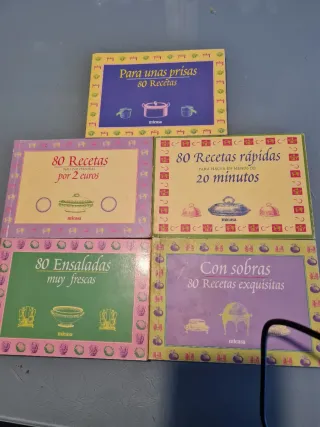 Para unas prisas
80 Recetas
80 Recetas
por 2 euros
80 Recetas rápidas
20 minutos
80 Ensaladas
muy frescas
Con sobras
80 Recetas exquisitas